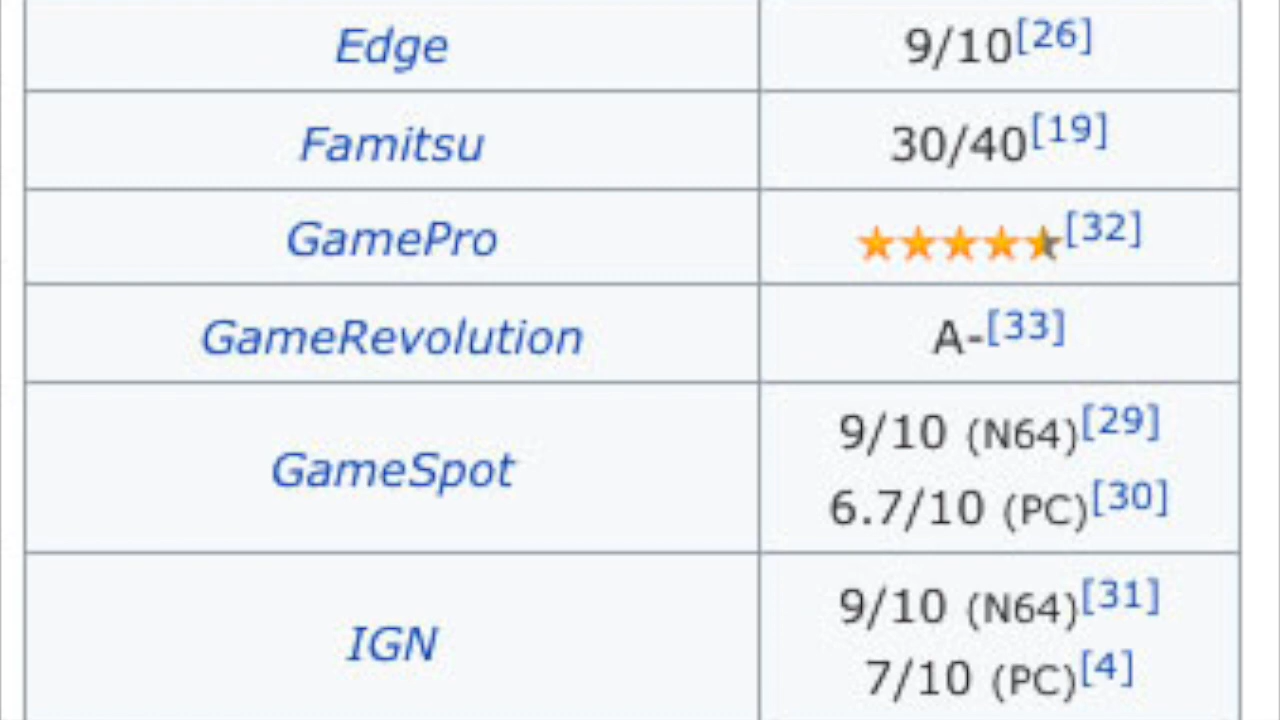 Edge 9/10[26]
Famitsu 30/40[19]
GamePro [32]
GameRevolution A-[33]
GameSpot 9/10 (N64)[29]
6.7/10 (PC)[30]
IGN 9/10 (N64)[31]
7/10 (PC)[4]